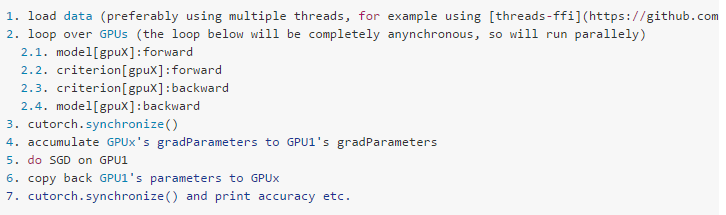 1. load data (preferably using multiple threads, for example using [threads-ffi](https://github.com
2. loop over GPUs (the loop below will be completely anynchronous, so will run parallely)
2.1. model[gpuX]:forward
2.2. criterion[gpuX]:forward
2.3. criterion[gpuX]:backward
2.4. model[gpuX]:backward
3. cutorch.synchronize()
4. accumulate GPUx's gradParameters to GPU1's gradParameters
5. do SGD on GPU1
6. copy back GPU1's parameters to GPUx
7. cutorch.synchronize() and print accuracy etc.